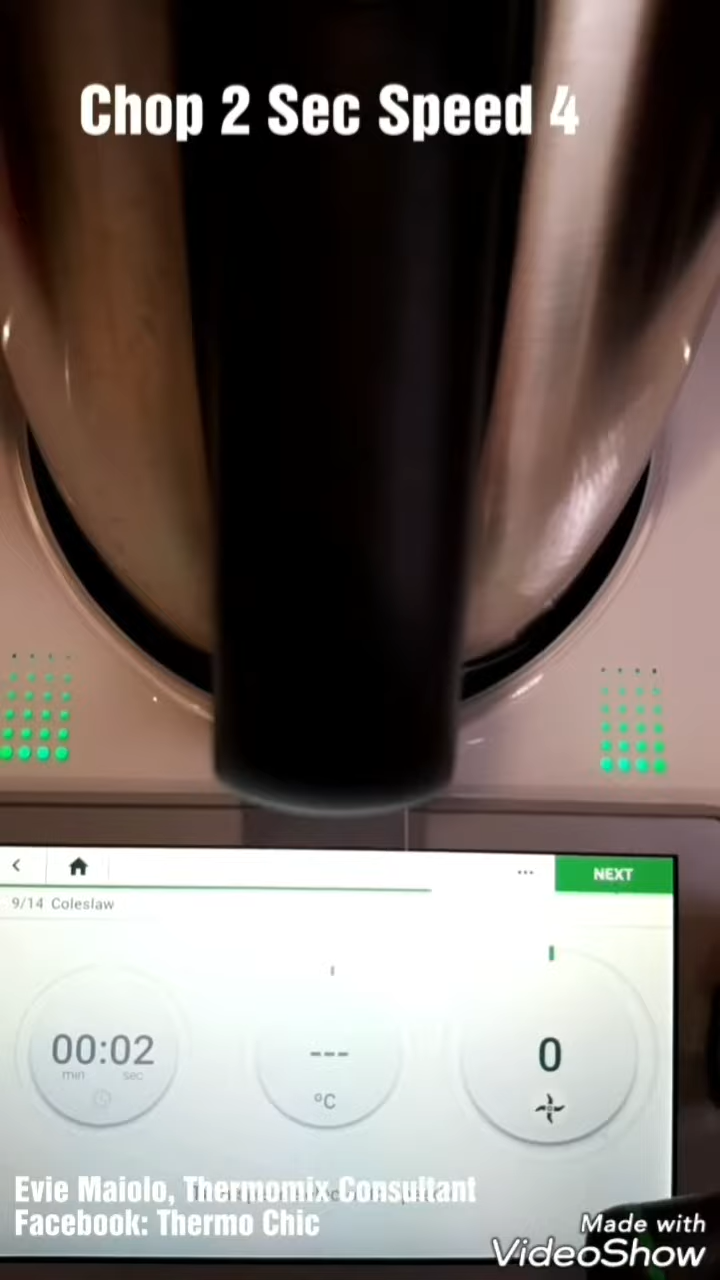 Chop 2 Sec Speed 4
NEXT
9/14 Coleslaw
00:02
min sec
---
°C
0
Evie Maiolo, Thermomix Consultant
Facebook: Thermo Chic
Made with
VideoShow